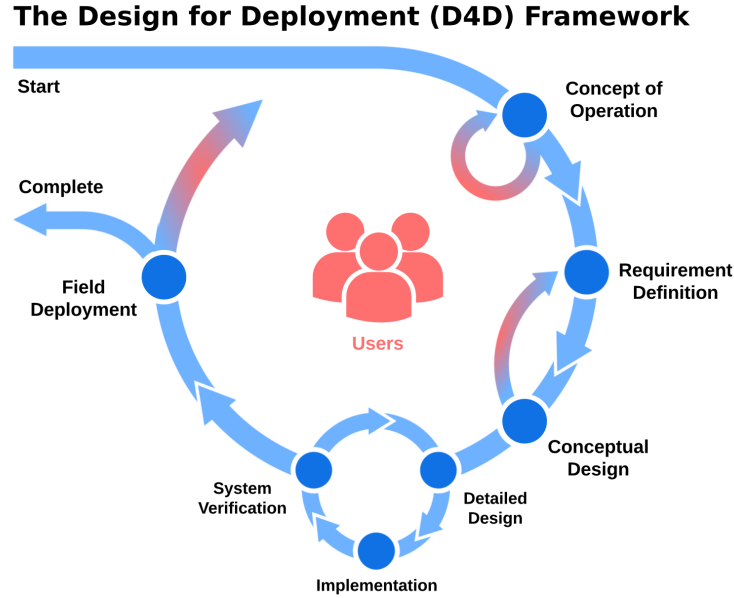 The Design for Deployment (D4D) Framework
Start
Concept of
Operation
Complete
Requirement
Definition
Field
Deployment
Users
Conceptual
Design
System
Verification
Detailed
Design
Implementation